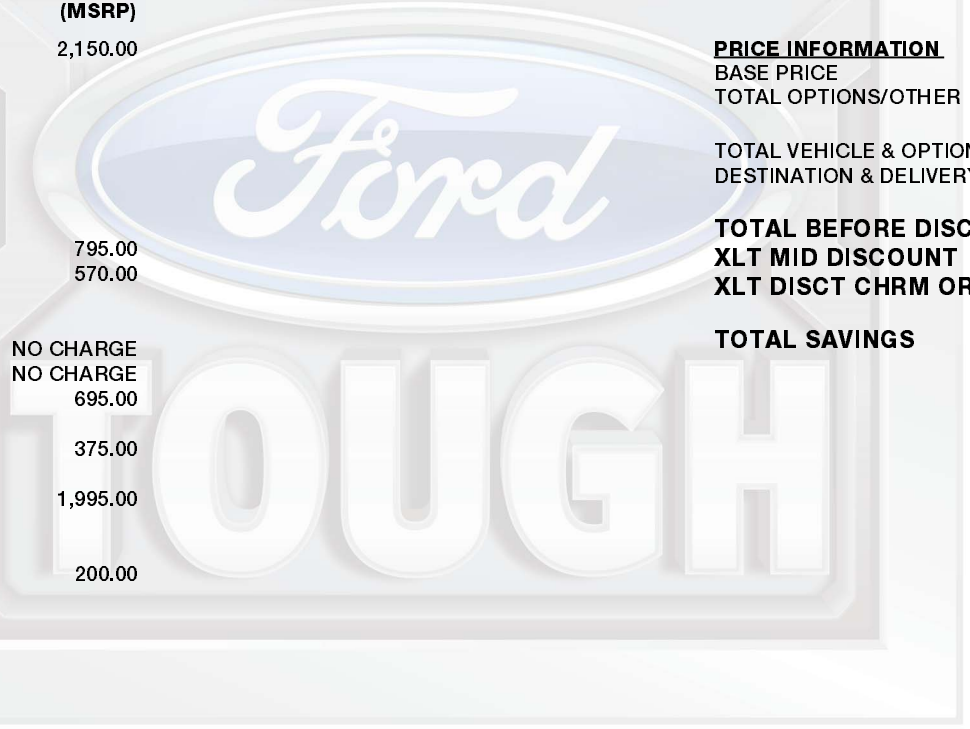 (MSRP)
2,150.00
795.00
570.00
NO CHARGE
NO CHARGE
695.00
375.00
1,995.00
200.00
PRICE INFORMATION
BASE PRICE
TOTAL OPTIONS/OTHER
TOTAL VEHICLE & OPTION
DESTINATION & DELIVERY
TOTAL BEFORE DISC
XLT MID DISCOUNT
XLT DISCT CHRM OR
TOTAL SAVINGS
Ford
TOUGH